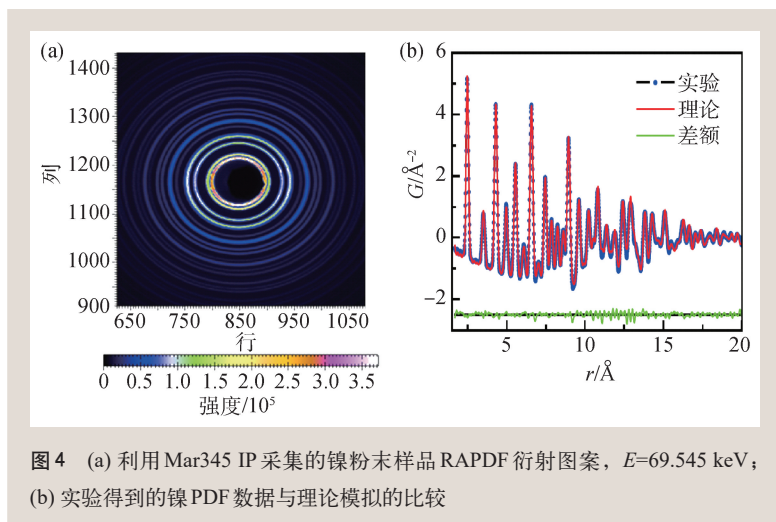 (a)
1400
1300
1200
1100
1000
900
列
650 750 850 950 1050
行
0 0.5 1.0 1.5 2.0 2.5 3.0 3.5
强度/10⁵
(b)
6
4
2
0
−2
G/Å⁻²
实验
理论
差额
5 10 15 20
r/Å
图4 (a) 利用Mar345 IP采集的镍粉末样品RAPDF衍射图案，E=69.545 keV；
(b) 实验得到的镍PDF数据与理论模拟的比较